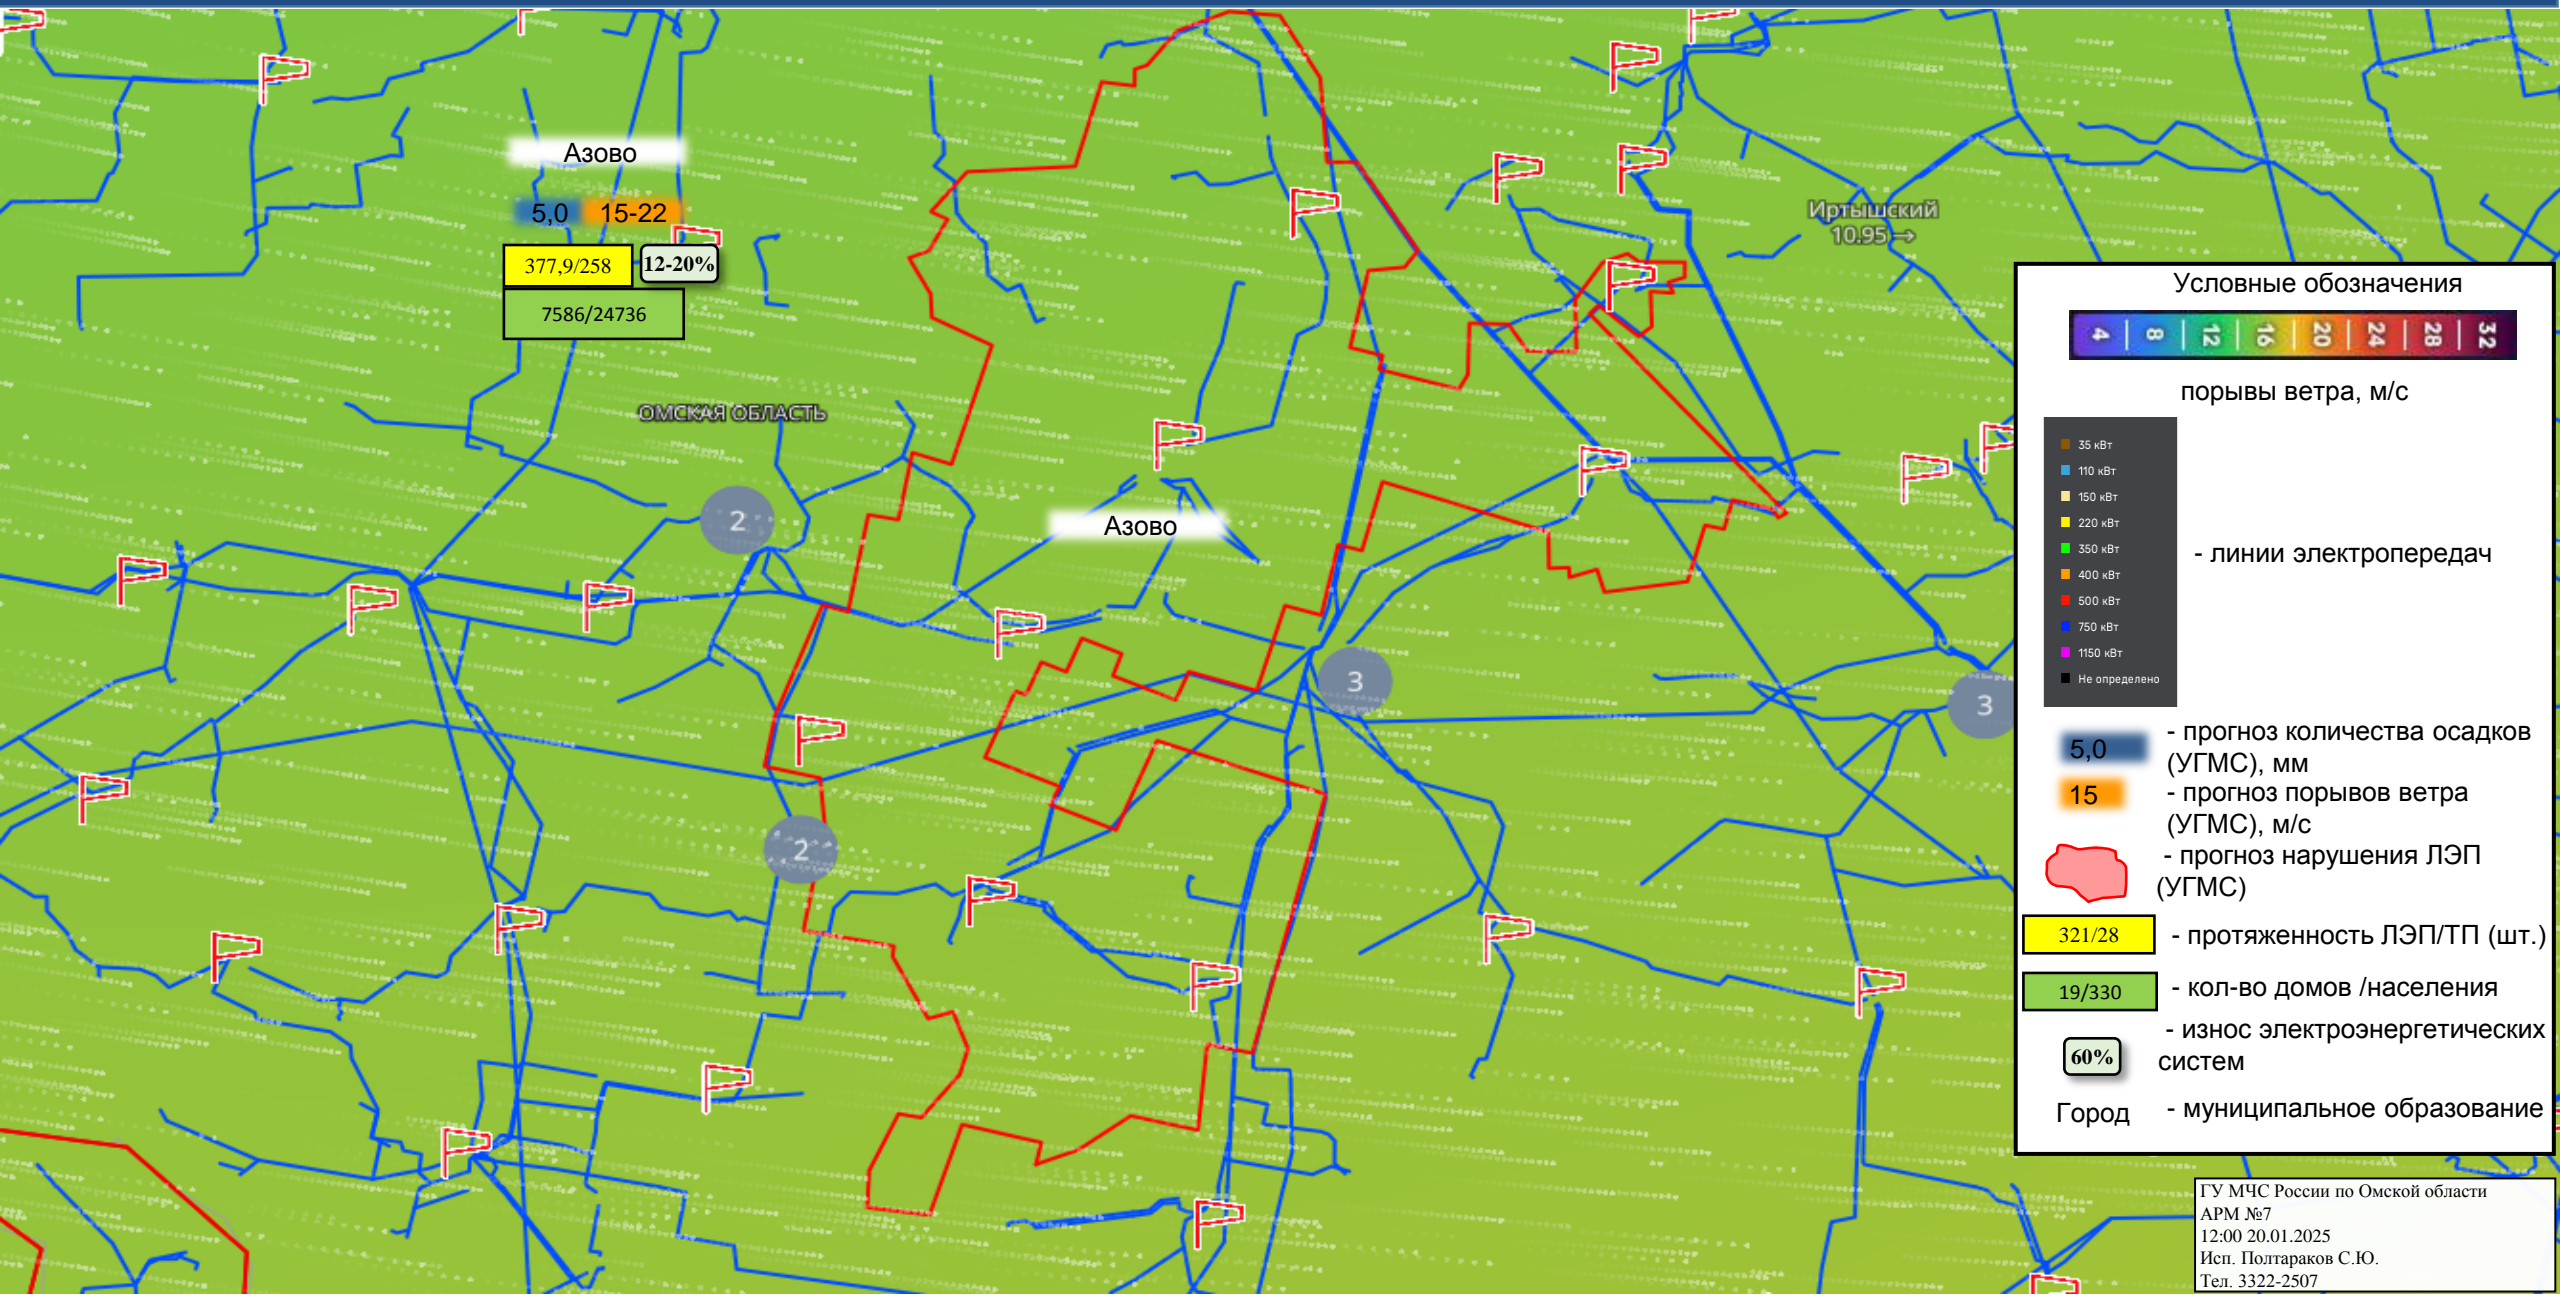 Азово
5,0 15-22
377,9/258 12-20%
7586/24736
ОМСКАЯ ОБЛАСТЬ
Иртышский
10.95→
2
Азово
3
3
2
Условные обозначения
4 8 12 16 20 24 28 32
порывы ветра, м/с
35 кВт
110 кВт
150 кВт
220 кВт
350 кВт
400 кВт
500 кВт
750 кВт
1150 кВт
Не определено
- линии электропередач
5,0 - прогноз количества осадков
(УГМС), мм
15 - прогноз порывов ветра
(УГМС), м/с
- прогноз нарушения ЛЭП
(УГМС)
321/28 - протяженность ЛЭП/ТП (шт.)
19/330 - кол-во домов /населения
60% - износ электроэнергетических
систем
Город - муниципальное образование
ГУ МЧС России по Омской области
АРМ №7
12:00 20.01.2025
Исп. Полтараков С.Ю.
Тел. 3322-2507